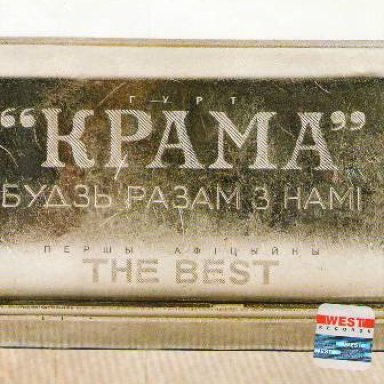 ГУРТ
“КРАМА”
БУДЗЬ РАЗАМ З НАМІ
ПЕРШЫ АФІЦЫЙНЫ
THE BEST
WEST
RECORDS